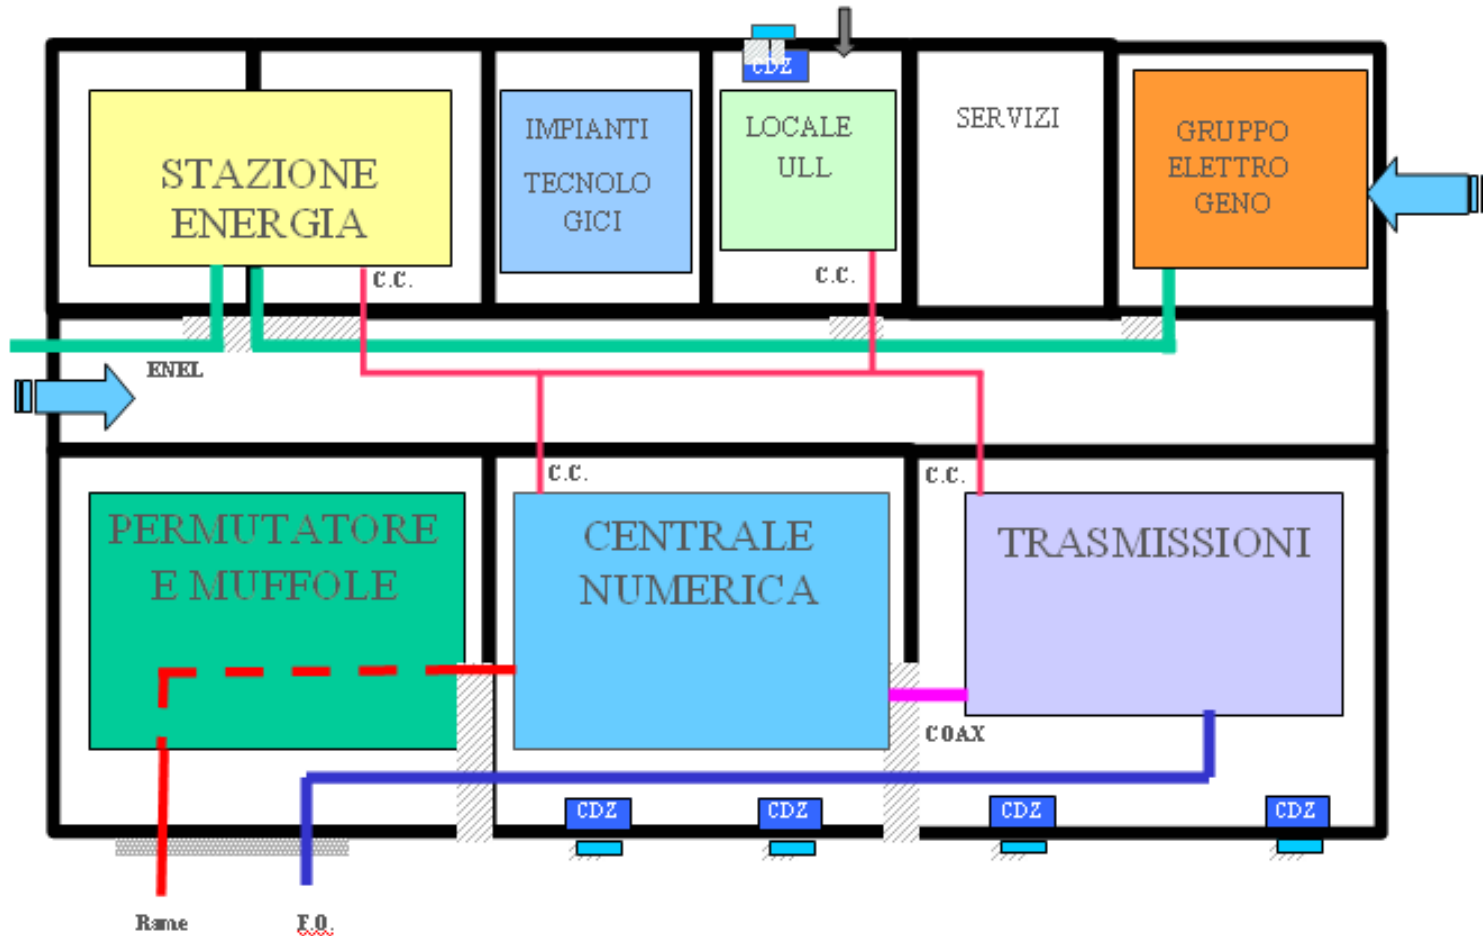 CDZ
STAZIONE
ENERGIA
IMPIANTI
TECNOLO
GICI
LOCALE
ULL
SERVIZI
GRUPPO
ELETTRO
GENO
C.C.
C.C.
ENEL
C.C.
C.C.
PERMUTATORE
E MUFFOLE
CENTRALE
NUMERICA
TRASMISSIONI
COAX
CDZ
CDZ
CDZ
CDZ
Rame
F.O.